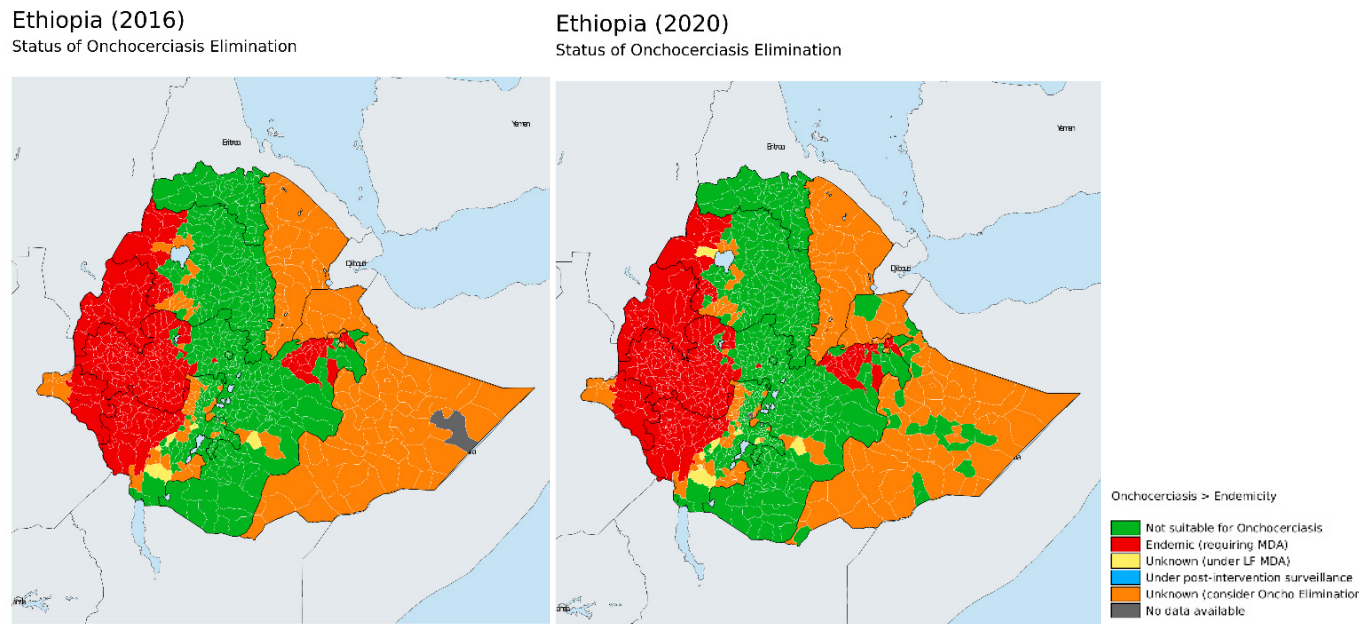 Ethiopia (2016)
Status of Onchocerciasis Elimination
Ethiopia (2020)
Status of Onchocerciasis Elimination
Yemen
Eritrea
Djibouti
Yemen
Eritrea
Djibouti
Onchocerciasis > Endemicity
Not suitable for Onchocerciasis
Endemic (requiring MDA)
Unknown (under LF MDA)
Under post-intervention surveillance
Unknown (consider Oncho Elimination
No data available